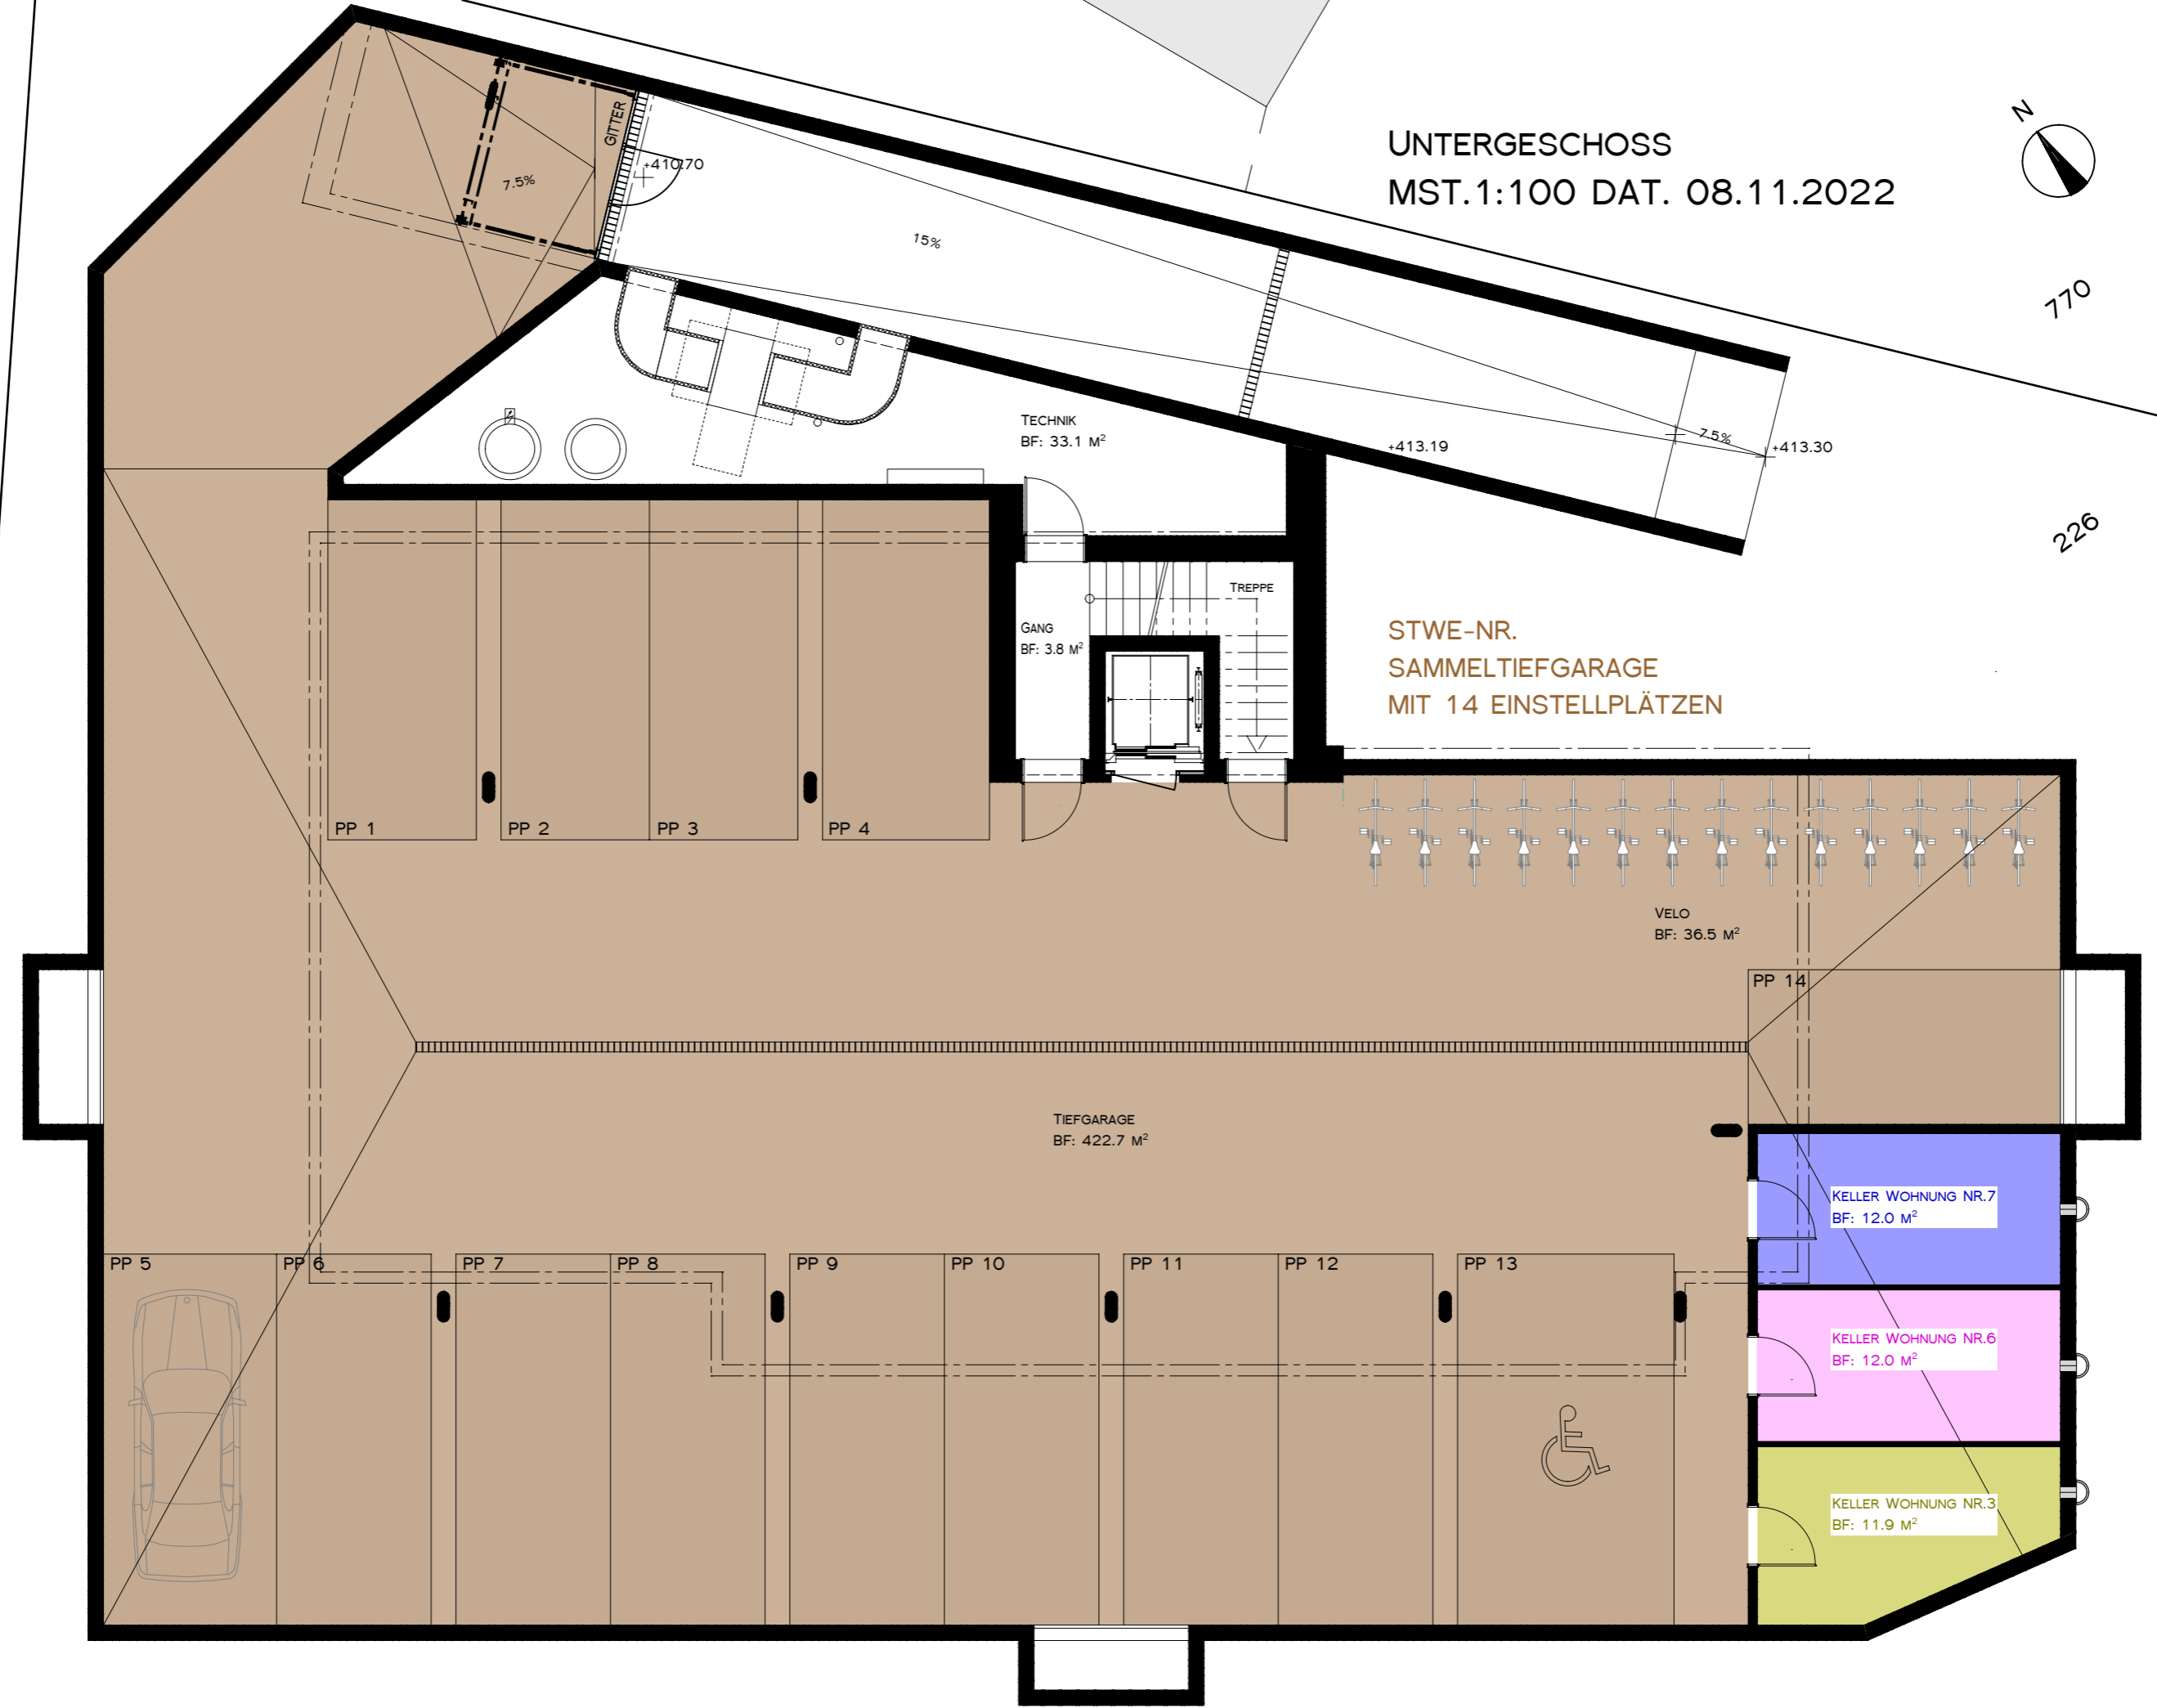 N
UNTERGESCHOSS
MST.1:100 DAT. 08.11.2022
GITTER
+410.70
7.5%
15%
770
TECHNIK
BF: 33.1 M²
+413.19
7.5%
+413.30
226
TREPPE
GANG
BF: 3.8 M²
STWE-NR.
SAMMELTIEFGARAGE
MIT 14 EINSTELLPLÄTZEN
PP 1
PP 2
PP 3
PP 4
VELO
BF: 36.5 M²
PP 14
TIEFGARAGE
BF: 422.7 M²
KELLER WOHNUNG NR.7
BF: 12.0 M²
PP 5
PP 6
PP 7
PP 8
PP 9
PP 10
PP 11
PP 12
PP 13
KELLER WOHNUNG NR.6
BF: 12.0 M²
KELLER WOHNUNG NR.3
BF: 11.9 M²